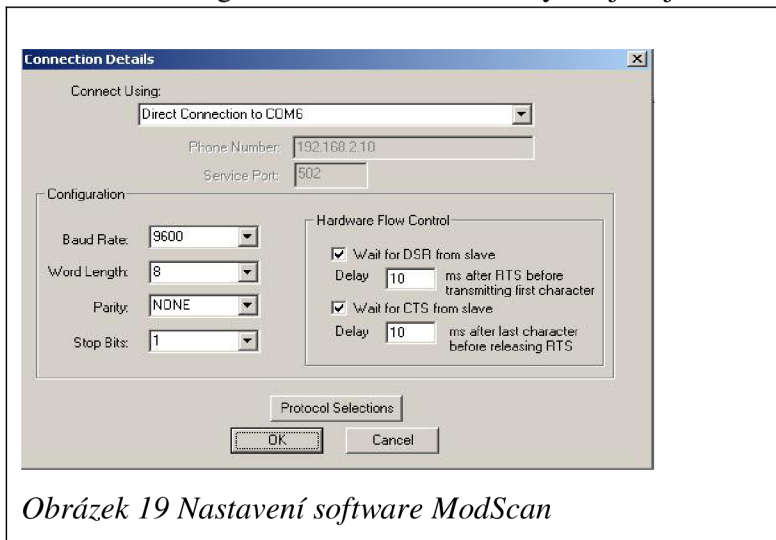 Connection Details
Connect Using:
Direct Connection to COM6
Phone Number: 192.168.2.10
Service Port: 502
Configuration
Baud Rate: 9600
Word Length: 8
Parity: NONE
Stop Bits: 1
Hardware Flow Control
Wait for DSR from slave
Delay 10 ms after RTS before
transmitting first character
Wait for CTS from slave
Delay 10 ms after last character
before releasing RTS
Protocol Selections
OK Cancel
Obrázek 19 Nastavení software ModScan